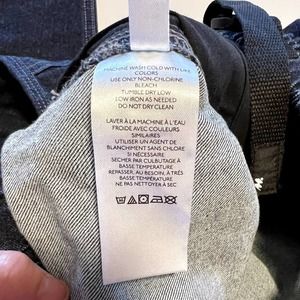 MACHINE WASH COLD WITH LIKE
COLORS
USE ONLY NON-CHLORINE
BLEACH
TUMBLE DRY LOW
LOW IRON AS NEEDED
DO NOT DRY CLEAN
LAVER À LA MACHINE À L'EAU
FROIDE AVEC COULEURS
SIMILAIRES
UTILISER UN AGENT DE
BLANCHIMENT SANS CHLORE
SI NÉCESSAIRE
SÉCHER PAR CULBUTAGE À
BASSE TEMPÉRATURE
REPASSER, AU BESOIN, À TRÈS
BASSE TEMPÉRATURE
NE PAS NETTOYER À SEC